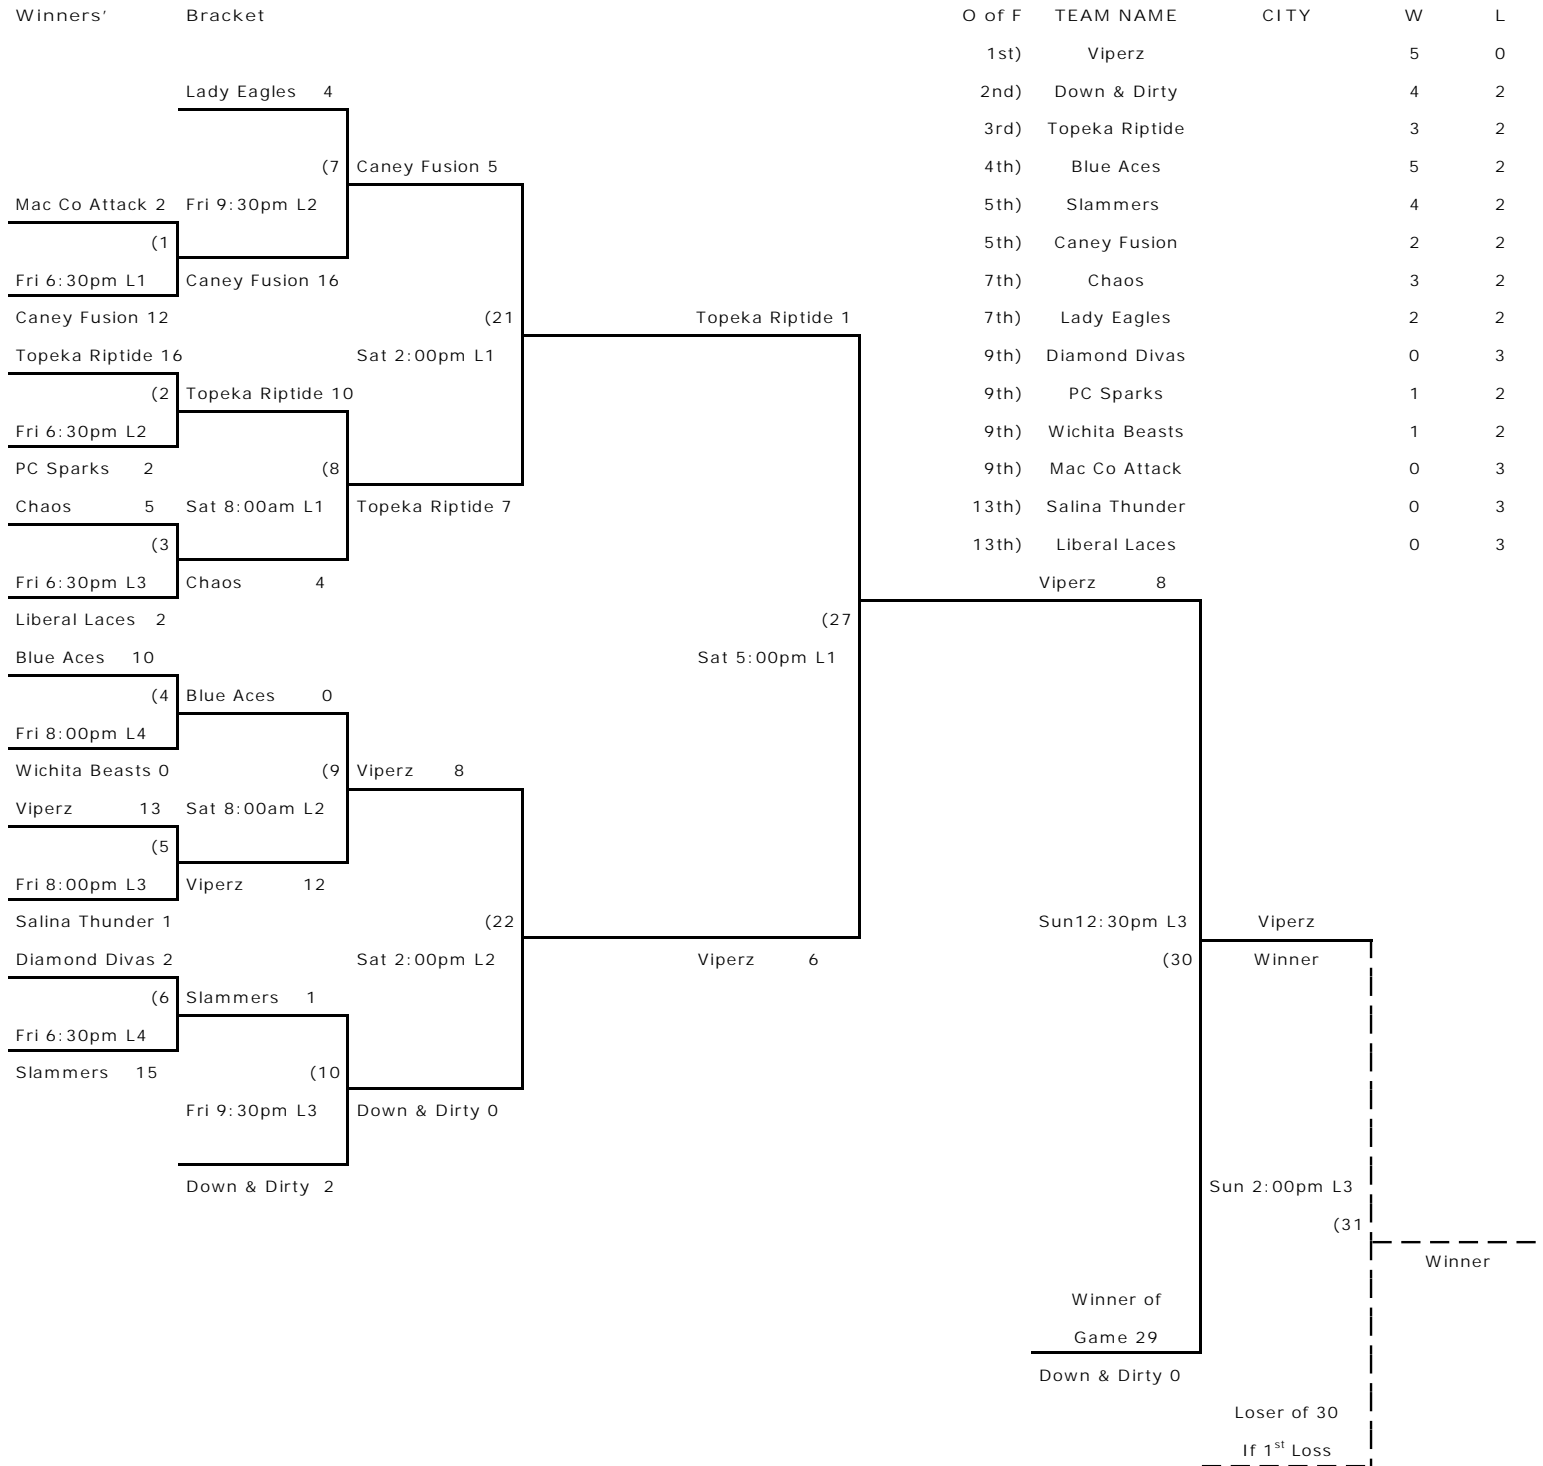 Winners' Bracket O of F TEAM NAME CITY W L
1st) Viperz 5 0
Lady Eagles 4 2nd) Down & Dirty 4 2
3rd) Topeka Riptide 3 2
(7 Caney Fusion 5 4th) Blue Aces 5 2
Mac Co Attack 2 Fri 9:30pm L2 5th) Slammers 4 2
(1 5th) Caney Fusion 2 2
Fri 6:30pm L1 Caney Fusion 16 7th) Chaos 3 2
Caney Fusion 12 (21 Topeka Riptide 1 7th) Lady Eagles 2 2
Topeka Riptide 16 Sat 2:00pm L1 9th) Diamond Divas 0 3
(2 Topeka Riptide 10 9th) PC Sparks 1 2
Fri 6:30pm L2 9th) Wichita Beasts 1 2
PC Sparks 2 (8 9th) Mac Co Attack 0 3
Chaos 5 Sat 8:00am L1 Topeka Riptide 7 13th) Salina Thunder 0 3
(3 13th) Liberal Laces 0 3
Fri 6:30pm L3 Chaos 4 Viperz 8
Liberal Laces 2 (27
Blue Aces 10 Sat 5:00pm L1
(4 Blue Aces 0
Fri 8:00pm L4
Wichita Beasts 0 (9 Viperz 8
Viperz 13 Sat 8:00am L2
(5
Fri 8:00pm L3 Viperz 12
Salina Thunder 1 (22 Sun12:30pm L3 Viperz
Diamond Divas 2 Sat 2:00pm L2 Viperz 6 (30 Winner
(6 Slammers 1
Fri 6:30pm L4
Slammers 15 (10
Fri 9:30pm L3 Down & Dirty 0
Down & Dirty 2 Sun 2:00pm L3
(31
Winner
Winner of
Game 29
Down & Dirty 0
Loser of 30
If 1st Loss